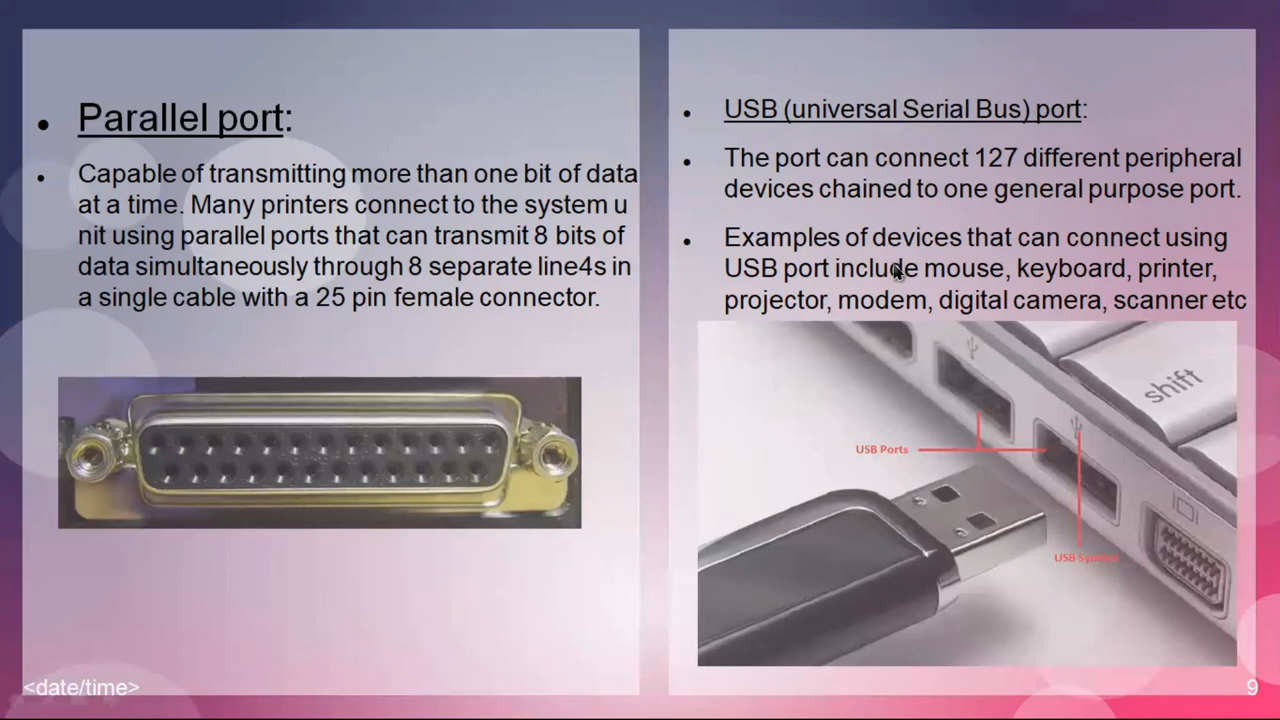 Parallel port:
Capable of transmitting more than one bit of data
at a time. Many printers connect to the system u
nit using parallel ports that can transmit 8 bits of
data simultaneously through 8 separate line4s in
a single cable with a 25 pin female connector.
USB (universal Serial Bus) port:
The port can connect 127 different peripheral
devices chained to one general purpose port.
Examples of devices that can connect using
USB port include mouse, keyboard, printer,
projector, modem, digital camera, scanner etc
shift
USB Ports
USB
<date/time>
9